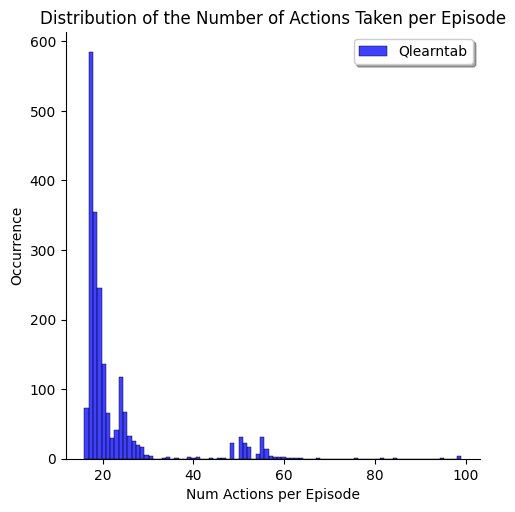 Distribution of the Number of Actions Taken per Episode
Qlearntab
600
500
400
300
200
100
0
Occurrence
20 40 60 80 100
Num Actions per Episode